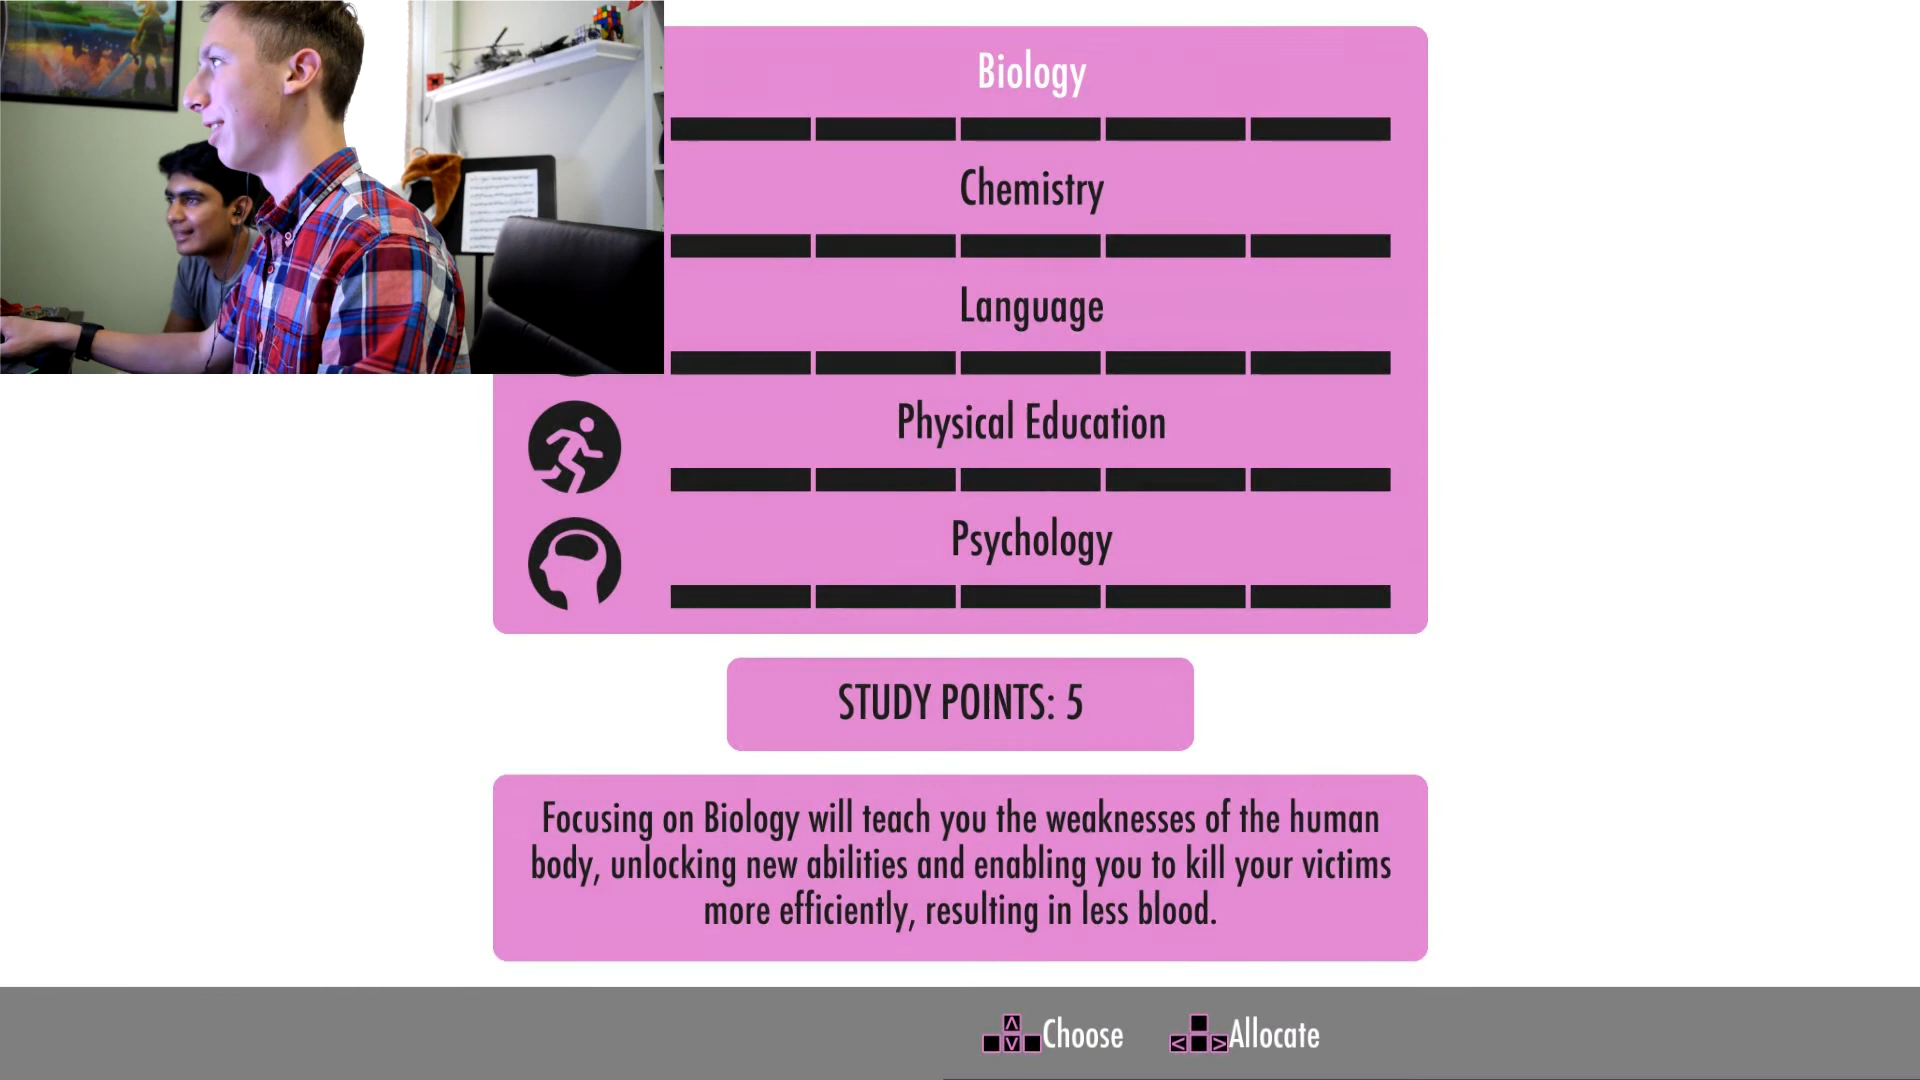 Biology
Chemistry
Language
Physical Education
Psychology
STUDY POINTS: 5
Focusing on Biology will teach you the weaknesses of the human
body, unlocking new abilities and enabling you to kill your victims
more efficiently, resulting in less blood.
Choose
Allocate